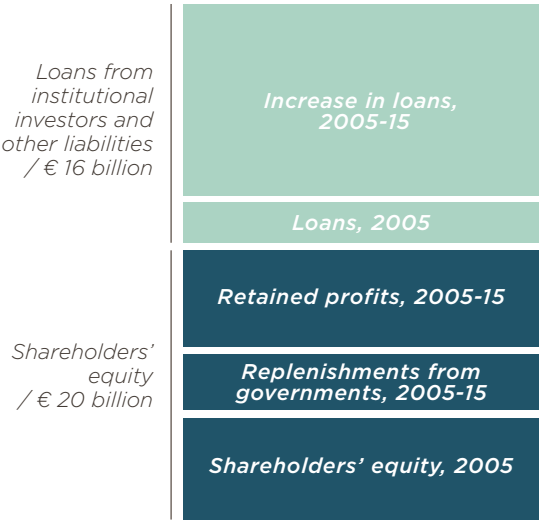 Loans from
institutional
investors and
other liabilities
/ € 16 billion
Increase in loans,
2005-15
Loans, 2005
Retained profits, 2005-15
Shareholders’
equity
/ € 20 billion
Replenishments from
governments, 2005-15
Shareholders’ equity, 2005